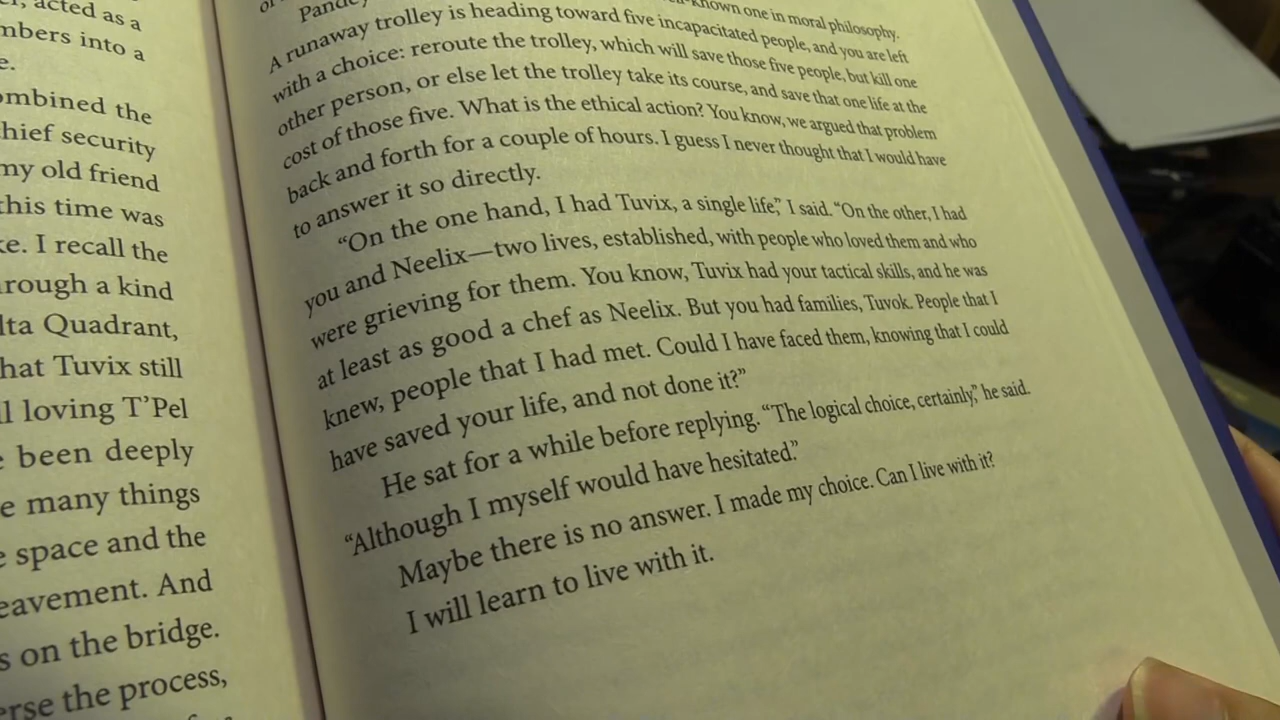 , acted as a
mbers into a
e.
ombined the
hief security
my old friend
this time was
ke. I recall the
rough a kind
lta Quadrant,
hat Tuvix still
ll loving T’Pel
e been deeply
e many things
e space and the
eavement. And
s on the bridge.
erse the process,
known one in moral philosophy.
A runaway trolley is heading toward five incapacitated people, and you are left
with a choice: reroute the trolley, which will save those five people, but kill one
other person, or else let the trolley take its course, and save that one life at the
cost of those five. What is the ethical action? You know, we argued that problem
back and forth for a couple of hours. I guess I never thought that I would have
to answer it so directly.
“On the one hand, I had Tuvix, a single life,” I said. “On the other, I had
you and Neelix—two lives, established, with people who loved them and who
were grieving for them. You know, Tuvix had your tactical skills, and he was
at least as good a chef as Neelix. But you had families, Tuvok. People that I
knew, people that I had met. Could I have faced them, knowing that I could
have saved your life, and not done it?”
He sat for a while before replying. “The logical choice, certainly,” he said.
“Although I myself would have hesitated.”
Maybe there is no answer. I made my choice. Can I live with it?
I will learn to live with it.